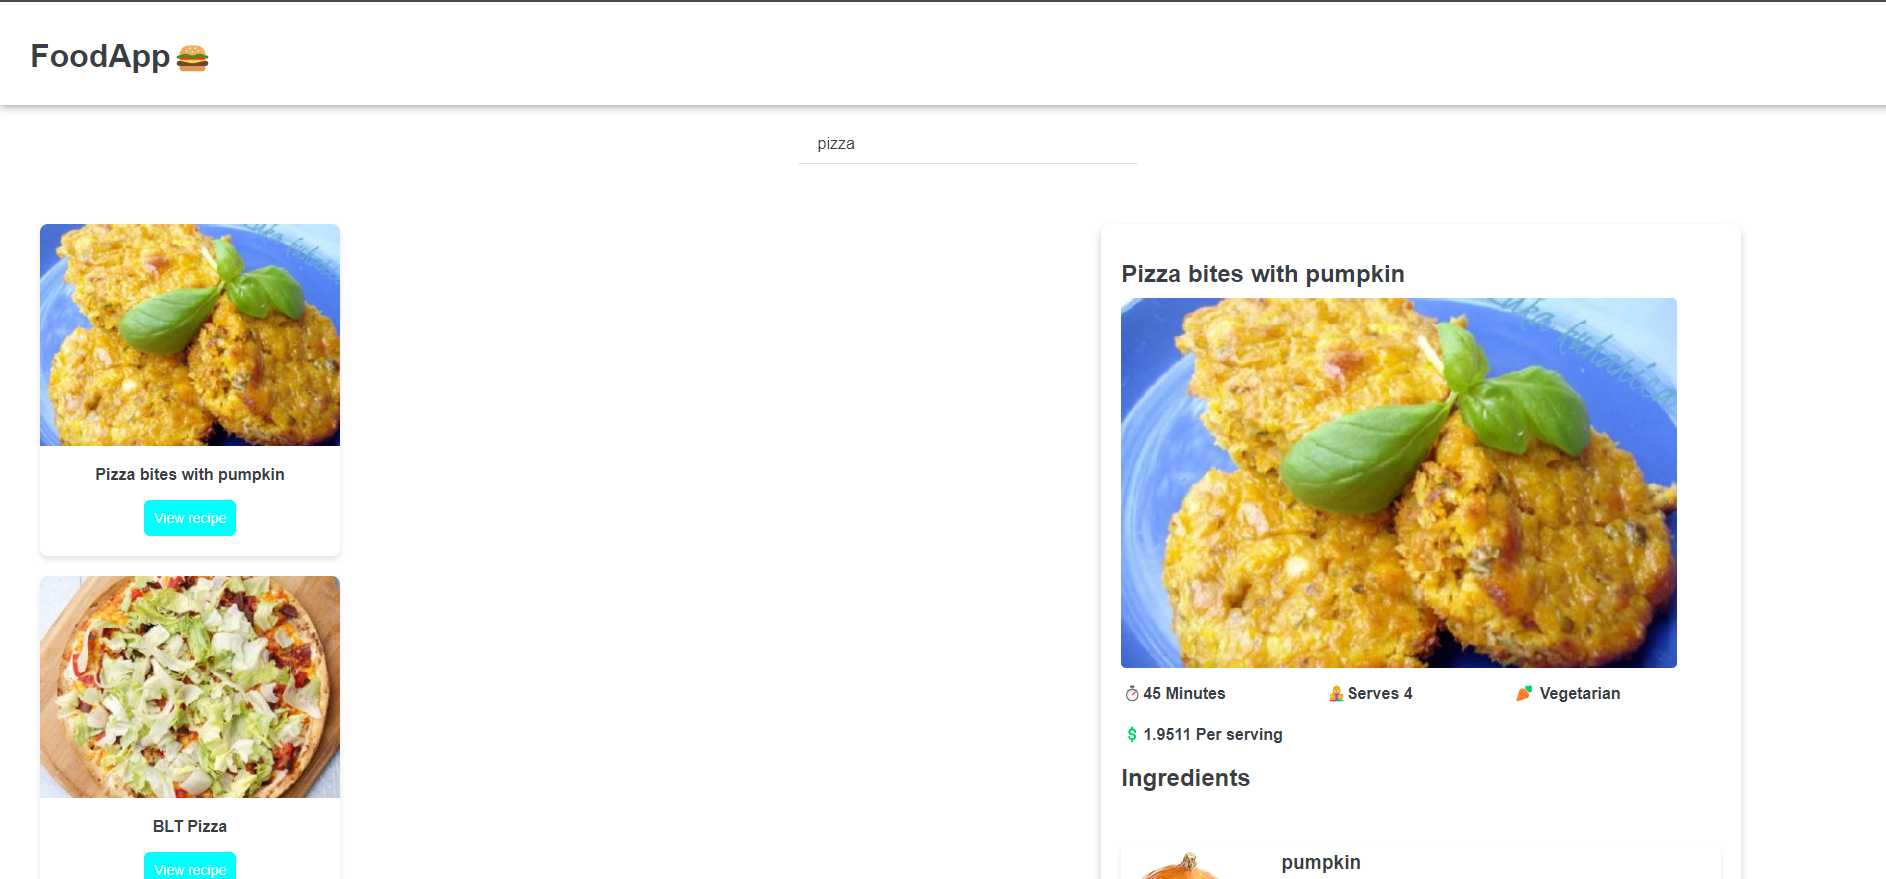 FoodApp
pizza
Pizza bites with pumpkin
View recipe
BLT Pizza
View recipe
Pizza bites with pumpkin
45 Minutes
Serves 4
Vegetarian
$ 1.9511 Per serving
Ingredients
pumpkin